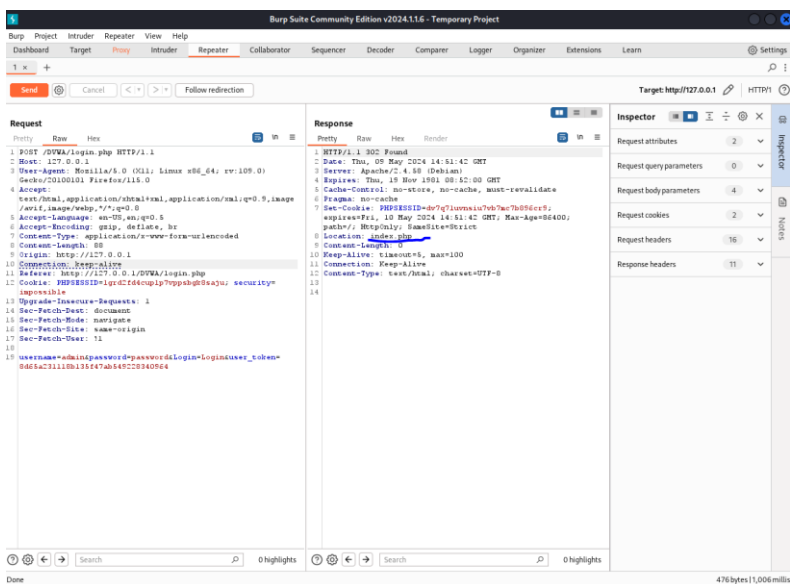 Burp Suite Community Edition v2024.1.1.6 - Temporary Project
Burp Project Intruder Repeater View Help
Dashboard Target Proxy Intruder Repeater Collaborator Sequencer Decoder Comparer Logger Organizer Extensions Learn Settings
1 × +
Send Cancel < > Follow redirection Target: http://127.0.0.1 HTTP/1
Request
Pretty Raw Hex \n
1 POST /DVWA/login.php HTTP/1.1
2 Host: 127.0.0.1
3 User-Agent: Mozilla/5.0 (X11; Linux x86_64; rv:109.0)
Gecko/20100101 Firefox/115.0
4 Accept:
text/html,application/xhtml+xml,application/xml;q=0.9,image
/avif,image/webp,*/*;q=0.8
5 Accept-Language: en-US,en;q=0.5
6 Accept-Encoding: gzip, deflate, br
7 Content-Type: application/x-www-form-urlencoded
8 Content-Length: 88
9 Origin: http://127.0.0.1
10 Connection: keep-alive
11 Referer: http://127.0.0.1/DVWA/login.php
12 Cookie: PHPSESSID= security=
impossible
13 Upgrade-Insecure-Requests: 1
14 Sec-Fetch-Dest: document
15 Sec-Fetch-Mode: navigate
16 Sec-Fetch-Site: same-origin
17 Sec-Fetch-User: ?1
18
19 username=admin&password=password&Login=Login&user_token=
8d65a231118b135f47ab549228340964
Response
Pretty Raw Hex Render \n
1 HTTP/1.1 302 Found
2 Date: Thu, 09 May 2024 14:51:42 GMT
3 Server: Apache/2.4.58 (Debian)
4 Expires: Thu, 19 Nov 1981 08:52:00 GMT
5 Cache-Control: no-store, no-cache, must-revalidate
6 Pragma: no-cache
7 Set-Cookie: PHPSESSID=
expires=Fri, 10 May 2024 14:51:42 GMT; Max-Age=86400;
path=/; HttpOnly; SameSite=Strict
8 Location: index.php
9 Content-Length: 0
10 Keep-Alive: timeout=5, max=100
11 Connection: Keep-Alive
12 Content-Type: text/html; charset=UTF-8
13
14
Inspector
Request attributes 2
Request query parameters 0
Request body parameters 4
Request cookies 2
Request headers 16
Response headers 11
Inspector
Notes
Search 0 highlights
Search 0 highlights
Done 476 bytes | 1,006 millis